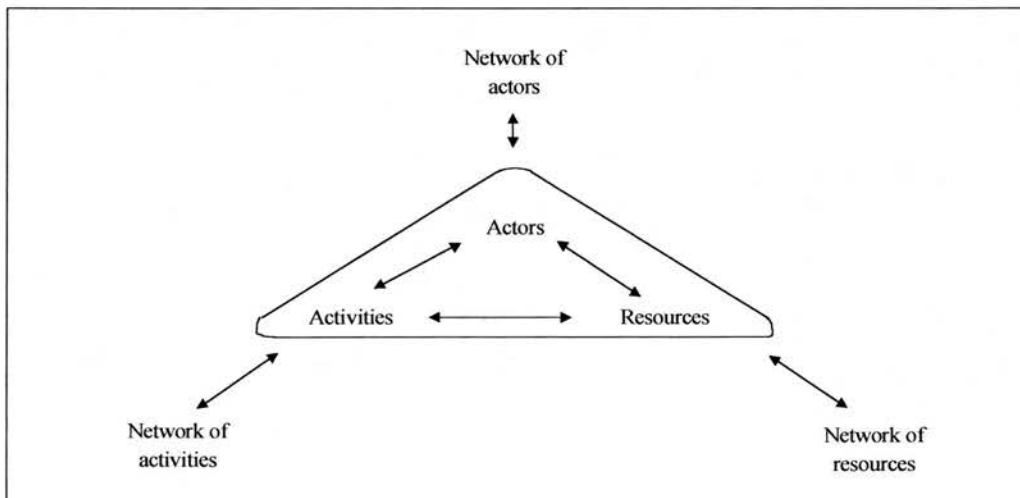 Network of
actors
Actors
Activities
Resources
Network of
activities
Network of
resources